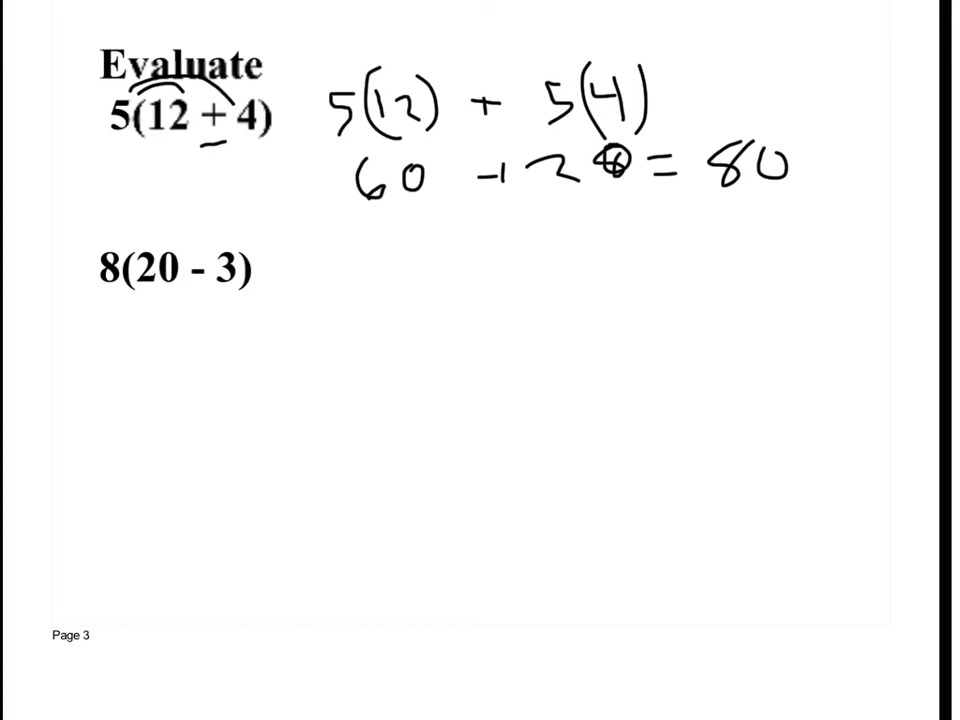 Evaluate
5(12 + 4) 5(12) + 5(4)
60 + 20 = 80
8(20 - 3)
Page 3